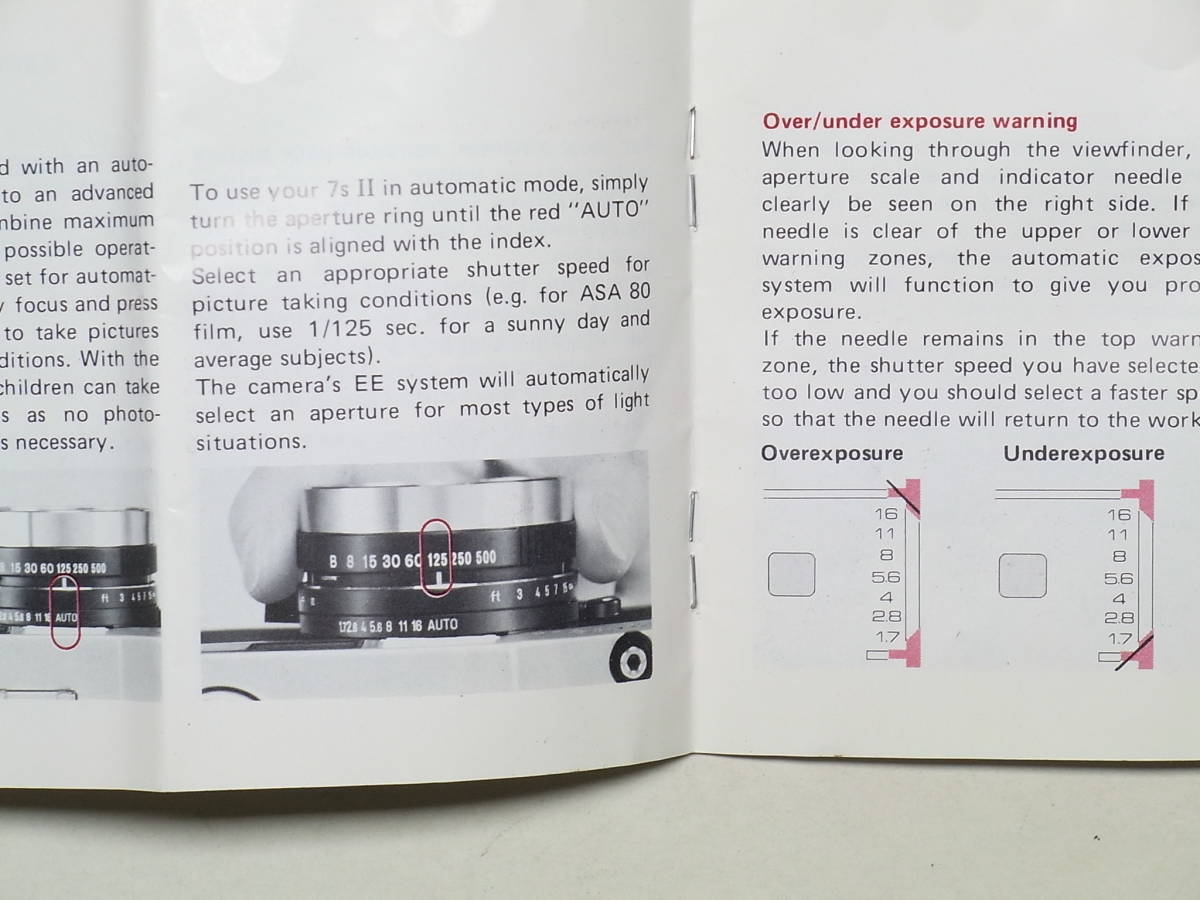 d with an auto-
to an advanced
mbine maximum
possible operat-
set for automat-
y focus and press
to take pictures
ditions. With the
children can take
s as no photo-
s necessary.
15 30 60 125 250 500
ft 3 4 5 7
8 11 16 AUTO
To use your 7s II in automatic mode, simply
turn the aperture ring until the red "AUTO"
position is aligned with the index.
Select an appropriate shutter speed for
picture taking conditions (e.g. for ASA 80
film, use 1/125 sec. for a sunny day and
average subjects).
The camera's EE system will automatically
select an aperture for most types of light
situations.
B 8 15 30 60 125 250 500
ft 3 4 5 7 15
1.7 2.8 4 5.6 8 11 16 AUTO
Over/under exposure warning
When looking through the viewfinder,
aperture scale and indicator needle
clearly be seen on the right side. If
needle is clear of the upper or lower
warning zones, the automatic expos
system will function to give you pro
exposure.
If the needle remains in the top warn
zone, the shutter speed you have selecte
too low and you should select a faster sp
so that the needle will return to the work
Overexposure
16
11
8
5.6
4
2.8
1.7
Underexposure
16
11
8
5.6
4
2.8
1.7